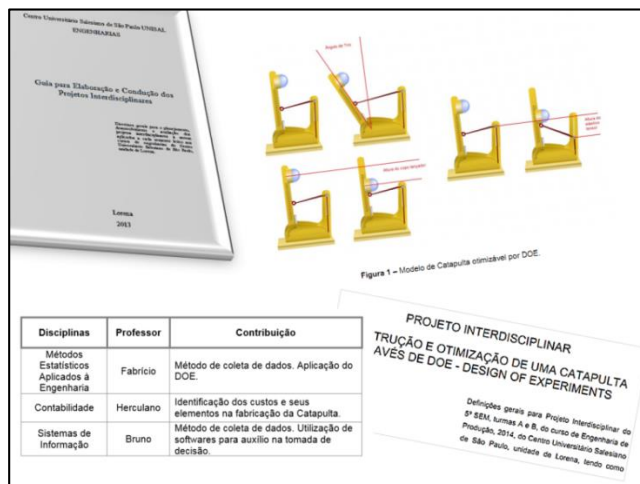 Centro Universitário Salesiano de São Paulo UNISAL
ENGENHARIAS
Guia para Elaboração e Condução dos
Projetos Interdisciplinares
Lorena
2013
Figura 1 – Modelo de Catapulta otimizável por DOE.
Disciplinas Professor Contribuição
Métodos
Estatísticos
Aplicados à
Engenharia
Fabrício
Método de coleta de dados. Aplicação do
DOE.
Contabilidade
Herculano
Identificação dos custos e seus
elementos na fabricação da Catapulta.
Sistemas de
Informação
Bruno
Método de coleta de dados. Utilização de
softwares para auxílio na tomada de
decisão.
PROJETO INTERDISCIPLINAR
TRUÇÃO E OTIMIZAÇÃO DE UMA CATAPULTA
AVÉS DE DOE - DESIGN OF EXPERIMENTS
Definições gerais para Projeto Interdisciplinar do
5º SEM, turmas A e B, do curso de Engenharia de
Produção, 2014, do Centro Universitário Salesiano
de São Paulo, unidade de Lorena, tendo como